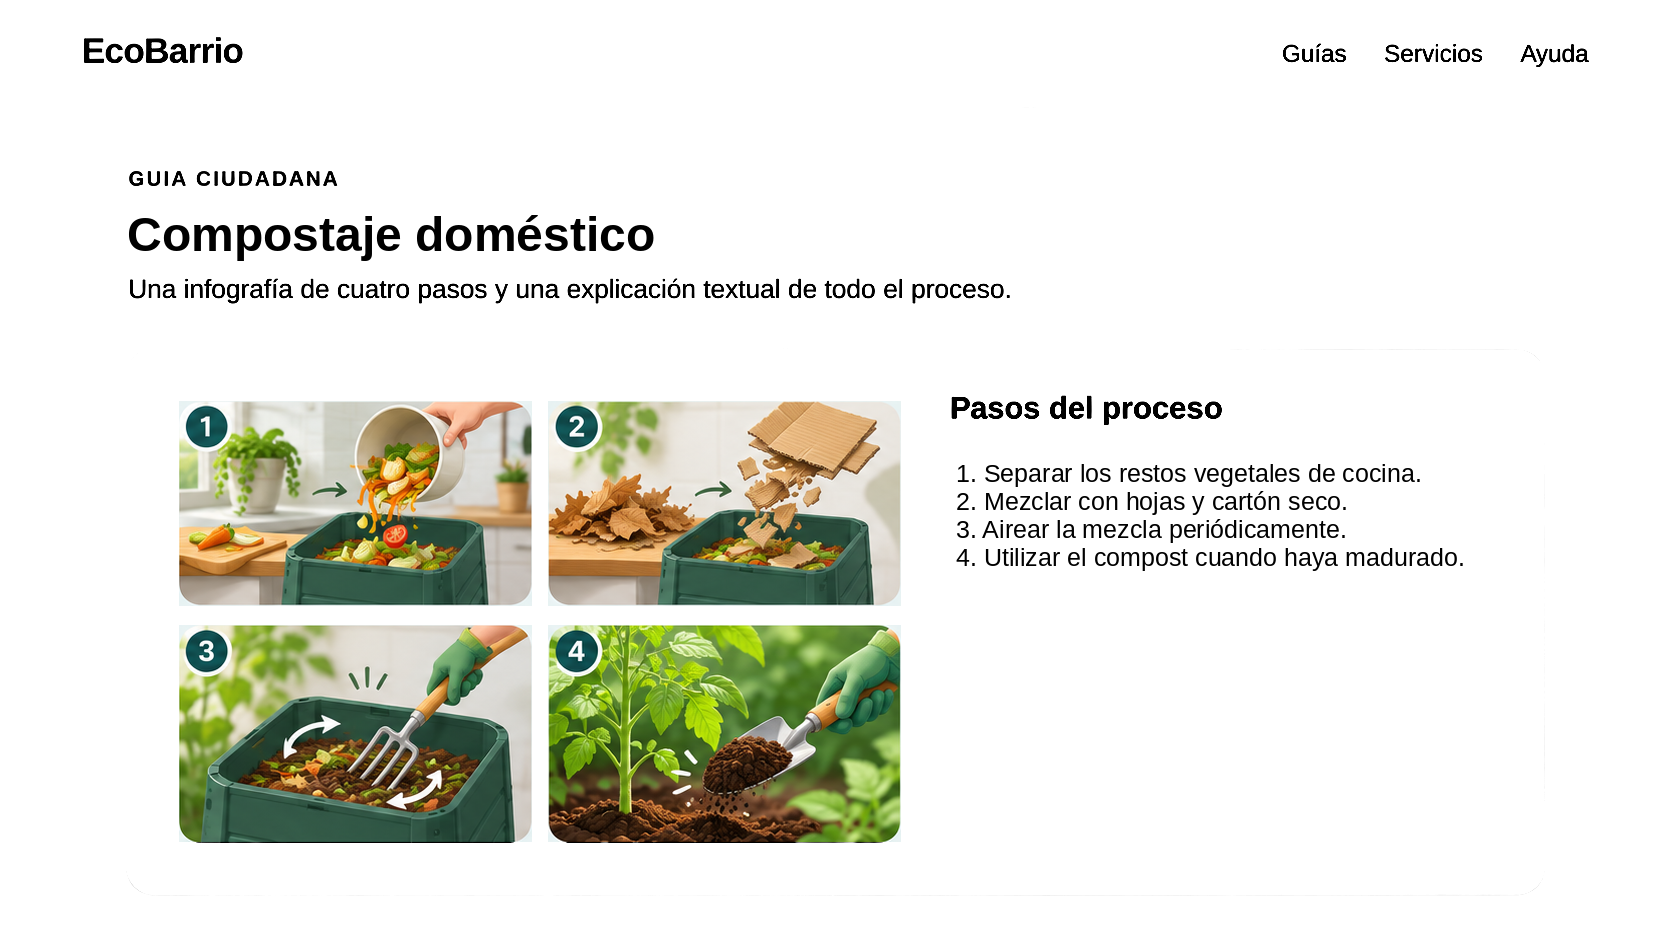 EcoBarrio
Guías Servicios Ayuda
GUIA CIUDADANA
Compostaje doméstico
Una infografía de cuatro pasos y una explicación textual de todo el proceso.
1
2
3
4
Pasos del proceso
1. Separar los restos vegetales de cocina.
2. Mezclar con hojas y cartón seco.
3. Airear la mezcla periódicamente.
4. Utilizar el compost cuando haya madurado.